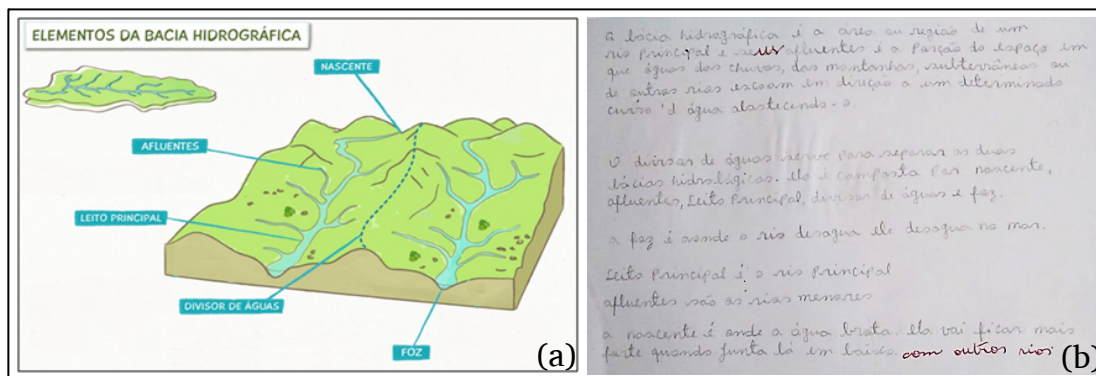 ELEMENTOS DA BACIA HIDROGRÁFICA
NASCENTE
AFLUENTES
LEITO PRINCIPAL
DIVISOR DE ÁGUAS
FOZ
(a)
A bácia hidrográfica é a área ou região de um
rio principal e seus afluentes é a porção do espaço em
que águas das chuvas, das montanhas, subterrâneas ou
de outros rios escoam em direção a um determinado
curso 'd água abastecendo-o
O divisor de águas serve para separar as duas
bácias hidrológicas. Ela é composta por nascente,
afluentes, Leito Principal, divisor de águas e foz.
a foz é aonde o rio desagua ele desagua no mar.
Leito Principal é o rio principal
afluentes são os rios menores
a nascente é onde a água brota. ela vai ficar mais
forte quando junta lá em baixo com outros rios
(b)